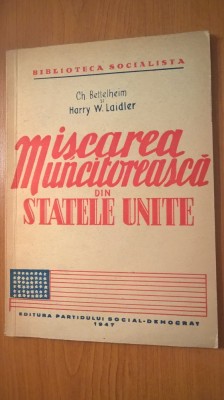 BIBLIOTECA SOCIALISTA
Ch Bettelheim
și
Harry W. Laidler
Mișcarea
Muncitorească
DIN
STATELE UNITE
EDITURA PARTIDULUI SOCIAL-DEMOCRAT
1947